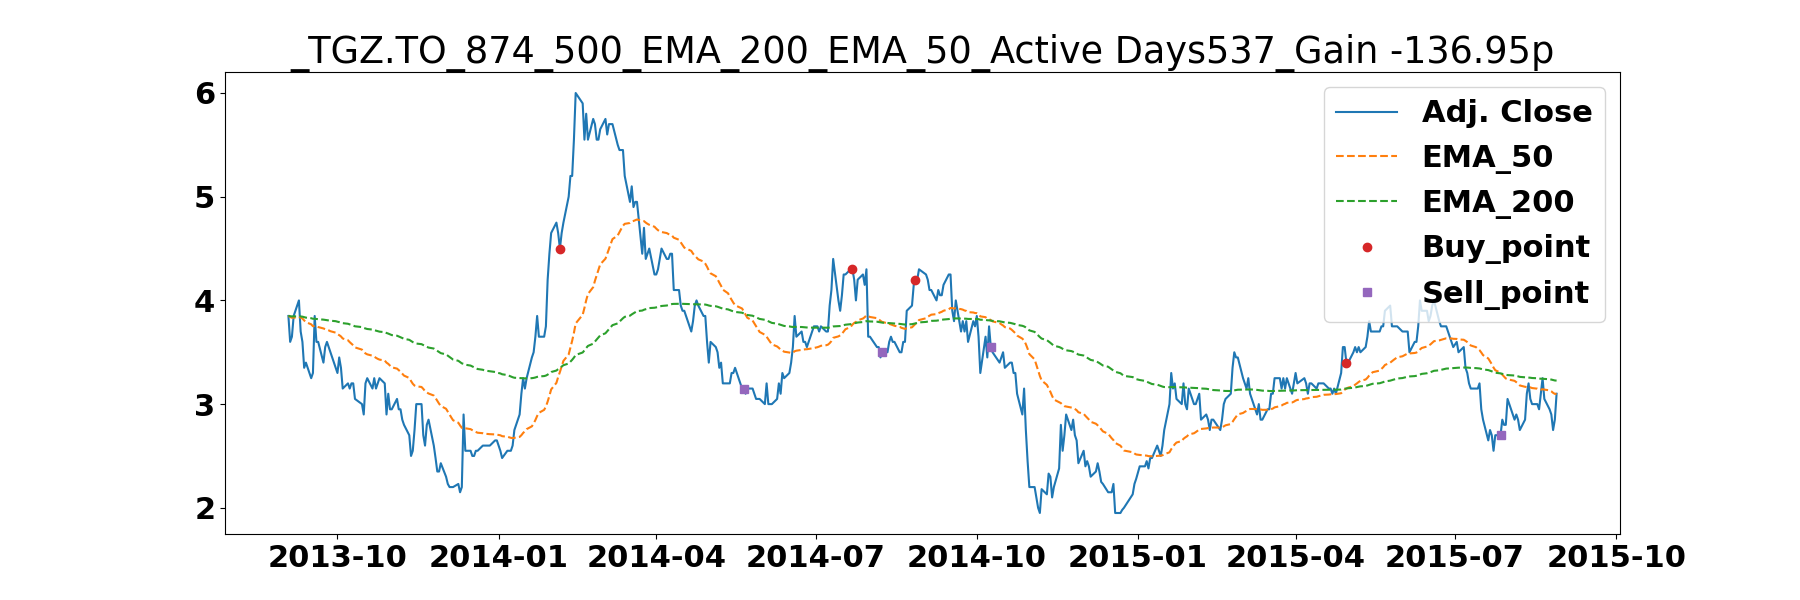 _TGZ.TO_874_500_EMA_200_EMA_50_Active Days537_Gain -136.95p
6
5
4
3
2
Adj. Close
EMA_50
EMA_200
Buy_point
Sell_point
2013-10 2014-01 2014-04 2014-07 2014-10 2015-01 2015-04 2015-07 2015-10